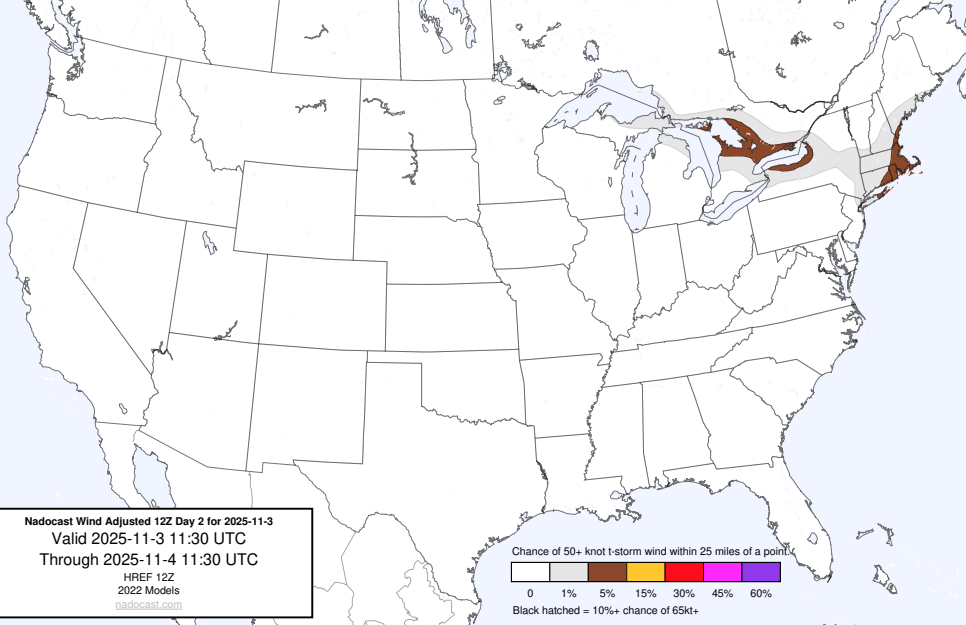 Nadocast Wind Adjusted 12Z Day 2 for 2025-11-3
Valid 2025-11-3 11:30 UTC
Through 2025-11-4 11:30 UTC
HREF 12Z
2022 Models
nadocast.com
Chance of 50+ knot t-storm wind within 25 miles of a point.
0 1% 5% 15% 30% 45% 60%
Black hatched = 10%+ chance of 65kt+